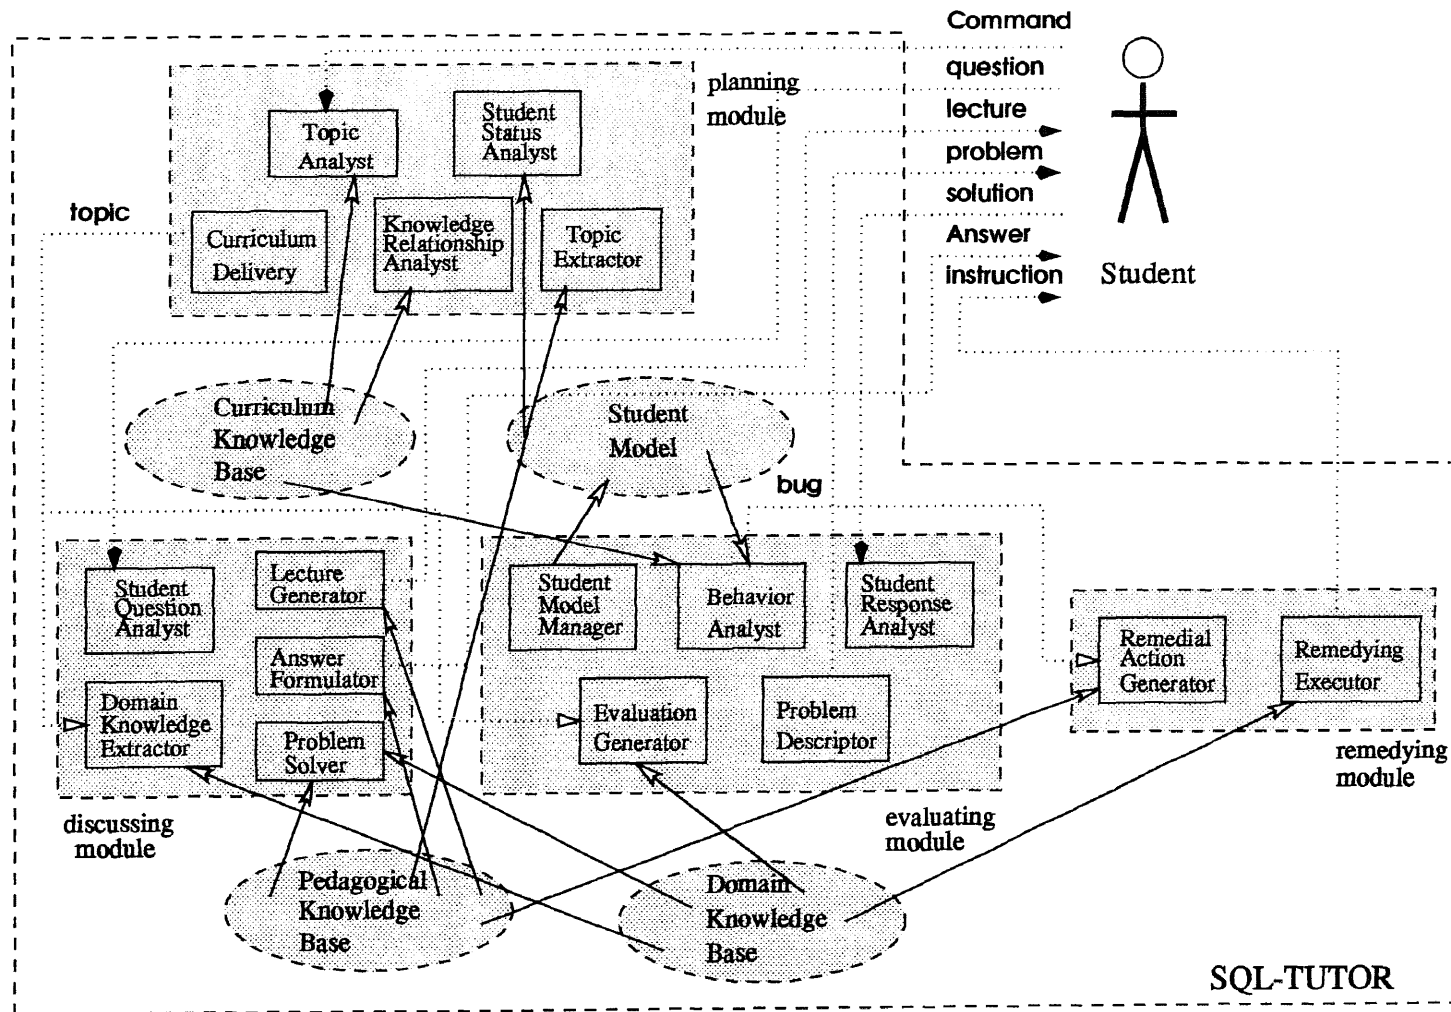 Command
question
lecture
problem
solution
Answer
instruction
Student
planning
module
Topic
Analyst
Student
Status
Analyst
topic
Curriculum
Delivery
Knowledge
Relationship
Analyst
Topic
Extractor
Curriculum
Knowledge
Base
Student
Model
bug
Student
Question
Analyst
Lecture
Generator
Answer
Formulator
Domain
Knowledge
Extractor
Problem
Solver
discussing
module
Student
Model
Manager
Behavior
Analyst
Student
Response
Analyst
Evaluation
Generator
Problem
Descriptor
evaluating
module
Remedial
Action
Generator
Remedying
Executor
remedying
module
Pedagogical
Knowledge
Base
Domain
Knowledge
Base
SQL-TUTOR